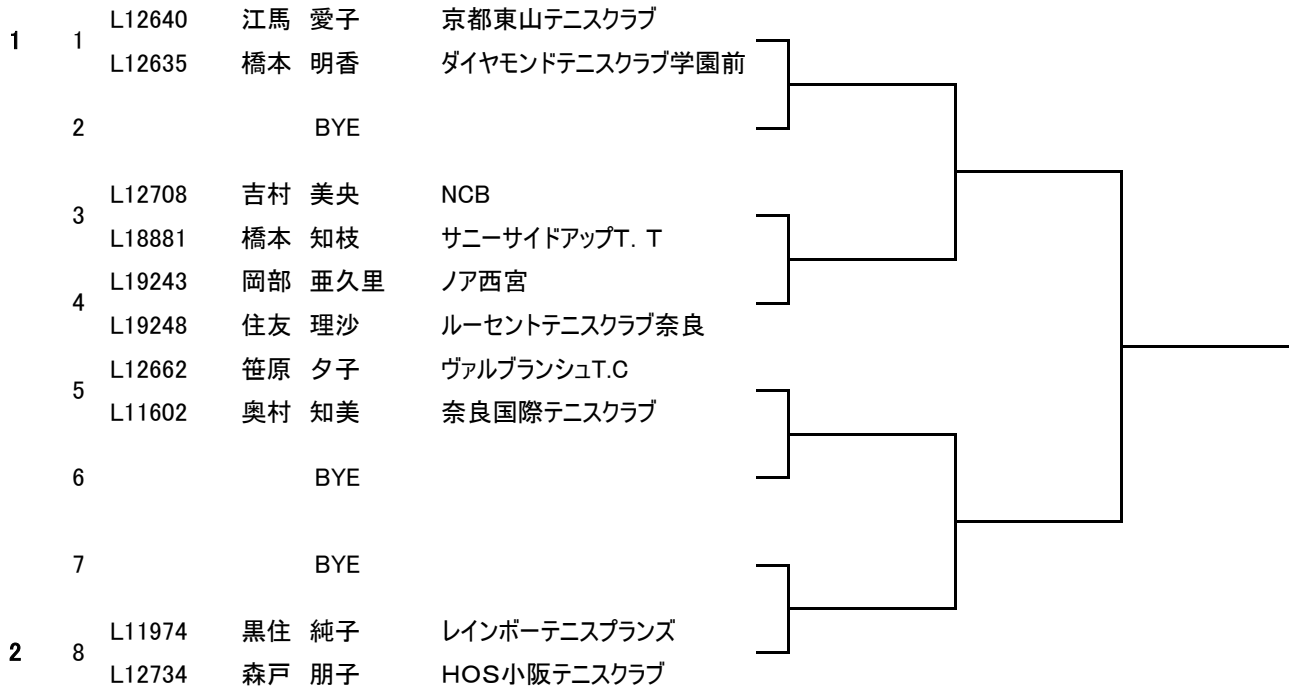 L12640 江馬 愛子 京都東山テニスクラブ
1 1
L12635 橋本 明香 ダイヤモンドテニスクラブ学園前
2 BYE
L12708 吉村 美央 NCB
3
L18881 橋本 知枝 サニーサイドアップT. T
L19243 岡部 亜久里 ノア西宮
4
L19248 住友 理沙 ルーセントテニスクラブ奈良
L12662 笹原 夕子 ヴァルブランシュT.C
5
L11602 奥村 知美 奈良国際テニスクラブ
6 BYE
7 BYE
L11974 黒住 純子 レインボーテニスプランズ
2 8
L12734 森戸 朋子 HOS小阪テニスクラブ